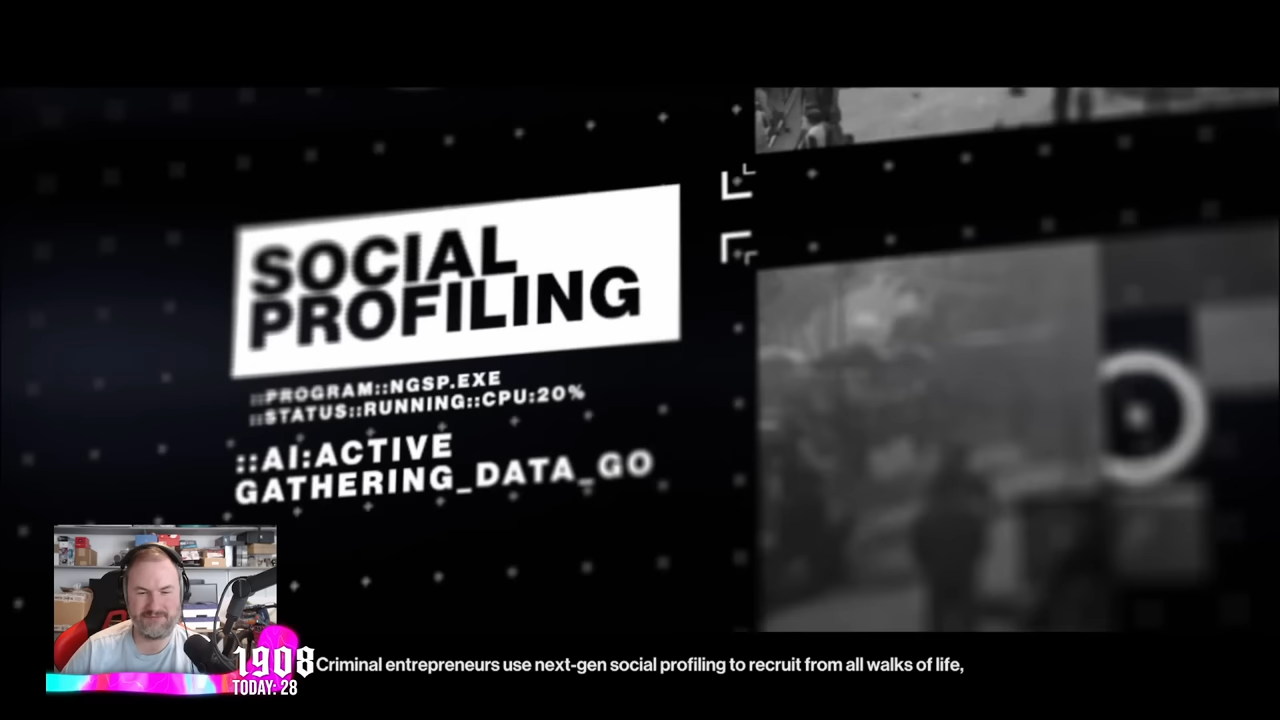 SOCIAL
PROFILING
::PROGRAM::NGSP.EXE
::STATUS::RUNNING::CPU:20%
::AI:ACTIVE
GATHERING_DATA_GO
1908
TODAY: 28
Criminal entrepreneurs use next-gen social profiling to recruit from all walks of life,